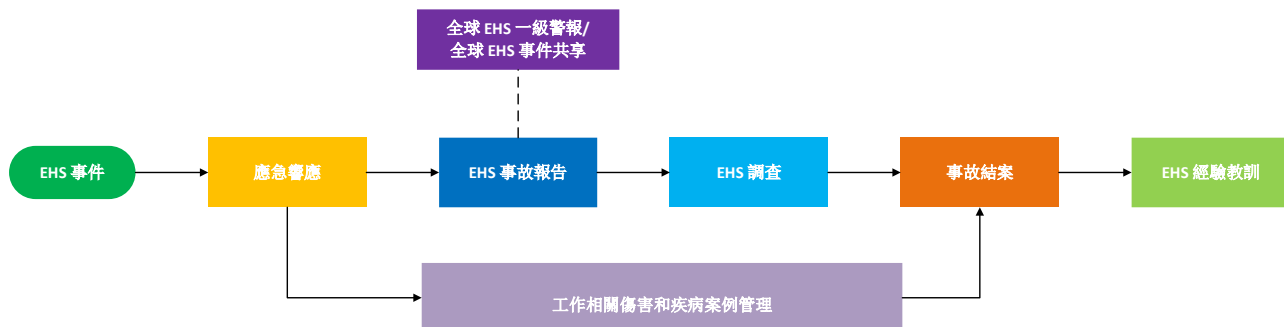 全球 EHS 一級警報/
全球 EHS 事件共享
EHS 事件
應急響應
EHS 事故報告
EHS 調查
事故結案
EHS 經驗教訓
工作相關傷害和疾病案例管理